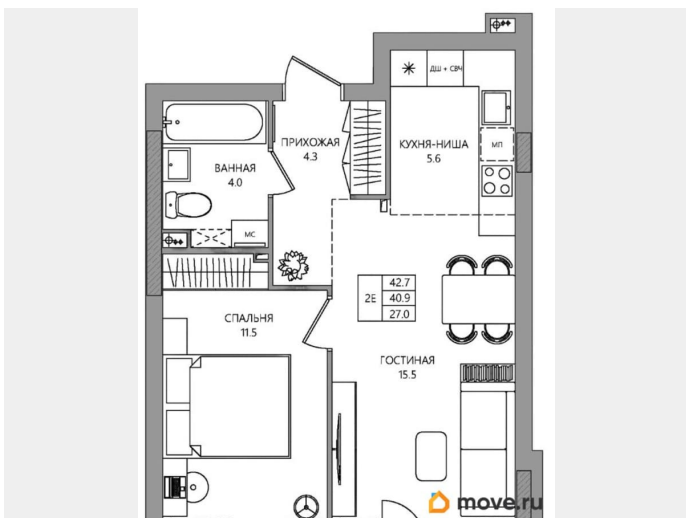 ДШ + СВЧ
ПРИХОЖАЯ
4.3
КУХНЯ-НИША
5.6
МП
ВАННАЯ
4.0
МС
42.7
2Е 40.9
27.0
СПАЛЬНЯ
11.5
ГОСТИНАЯ
15.5
move.ru